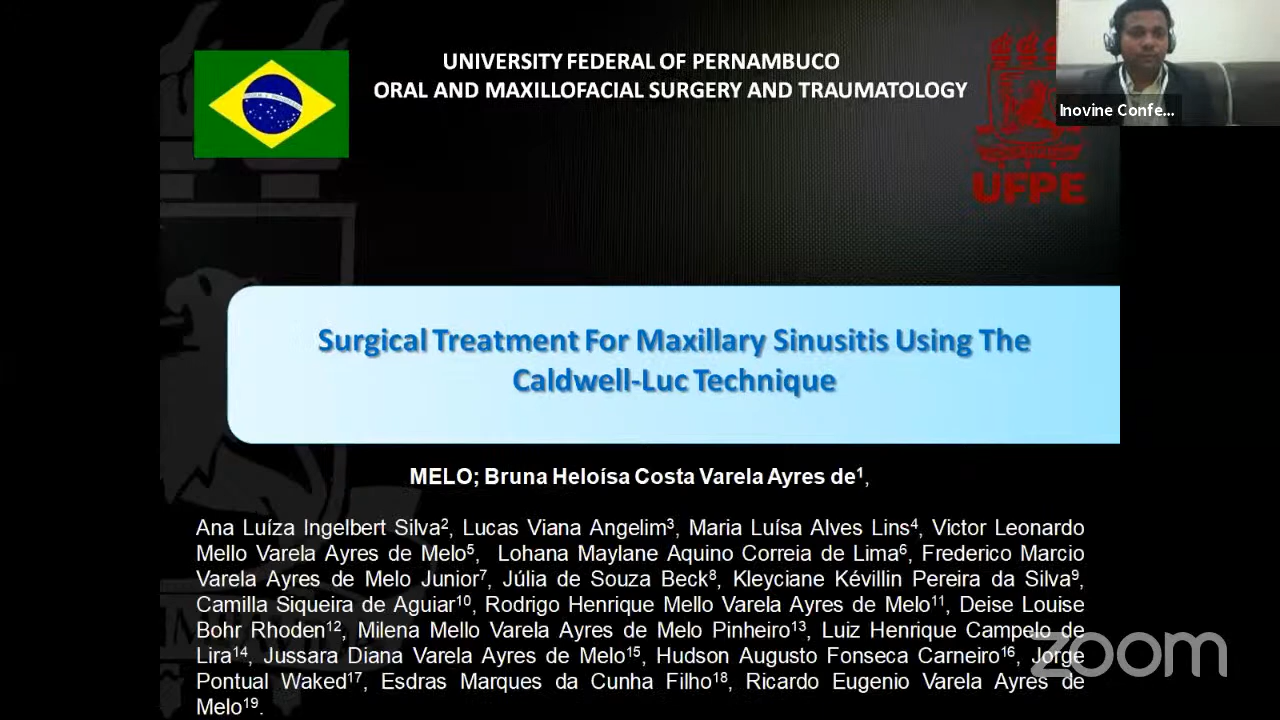 UNIVERSITY FEDERAL OF PERNAMBUCO
ORAL AND MAXILLOFACIAL SURGERY AND TRAUMATOLOGY
Inovine Confe...
UFPE
Surgical Treatment For Maxillary Sinusitis Using The
Caldwell-Luc Technique
MELO; Bruna Heloísa Costa Varela Ayres de¹,
Ana Luíza Ingelbert Silva², Lucas Viana Angelim³, Maria Luísa Alves Lins⁴, Victor Leonardo
Mello Varela Ayres de Melo⁵, Lohana Maylane Aquino Correia de Lima⁶, Frederico Marcio
Varela Ayres de Melo Junior⁷, Júlia de Souza Beck⁸, Kleyciane Kévillin Pereira da Silva⁹,
Camilla Siqueira de Aguiar¹⁰, Rodrigo Henrique Mello Varela Ayres de Melo¹¹, Deise Louise
Bohr Rhoden¹², Milena Mello Varela Ayres de Melo Pinheiro¹³, Luiz Henrique Campelo de
Lira¹⁴, Jussara Diana Varela Ayres de Melo¹⁵, Hudson Augusto Fonseca Carneiro¹⁶, Jorge
Pontual Waked¹⁷, Esdras Marques da Cunha Filho¹⁸, Ricardo Eugenio Varela Ayres de
Melo¹⁹.
zoom